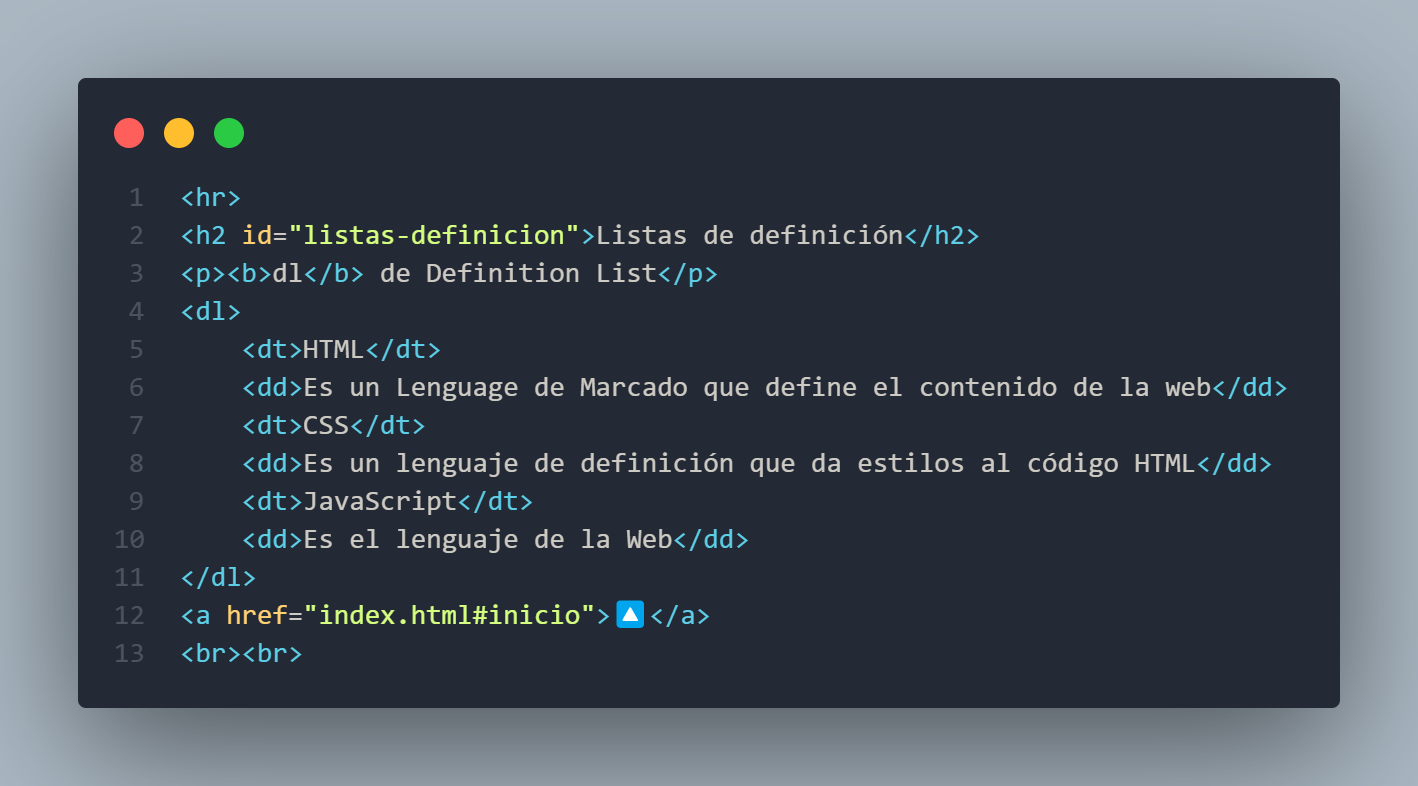 1 <hr>
2 <h2 id="listas-definicion">Listas de definición</h2>
3 <p><b>dl</b> de Definition List</p>
4 <dl>
5     <dt>HTML</dt>
6     <dd>Es un Lenguage de Marcado que define el contenido de la web</dd>
7     <dt>CSS</dt>
8     <dd>Es un lenguaje de definición que da estilos al código HTML</dd>
9     <dt>JavaScript</dt>
10     <dd>Es el lenguaje de la Web</dd>
11 </dl>
12 <a href="index.html#inicio">🔼</a>
13 <br><br>